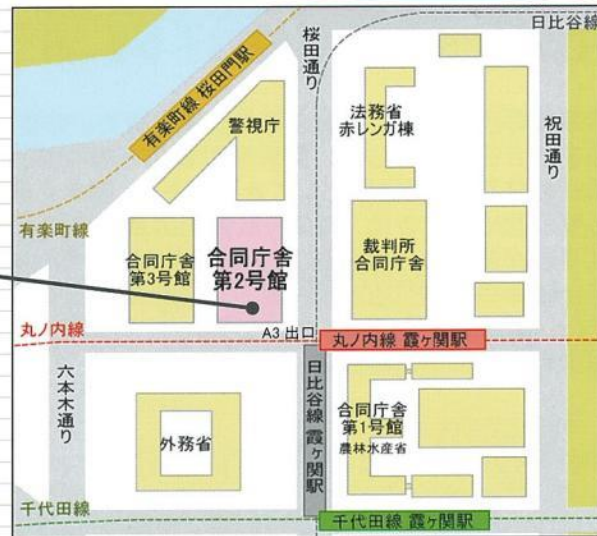 日比谷線
桜田通り
有楽町線 桜田門駅
警視庁
法務省
赤レンガ棟
祝田通り
有楽町線
合同庁舎
第3号館
合同庁舎
第2号館
裁判所
合同庁舎
丸ノ内線
A3 出口
丸ノ内線 霞ヶ関駅
六本木通り
外務省
日比谷線 霞ヶ関駅
合同庁舎
第1号館
農林水産省
千代田線
千代田線 霞ヶ関駅